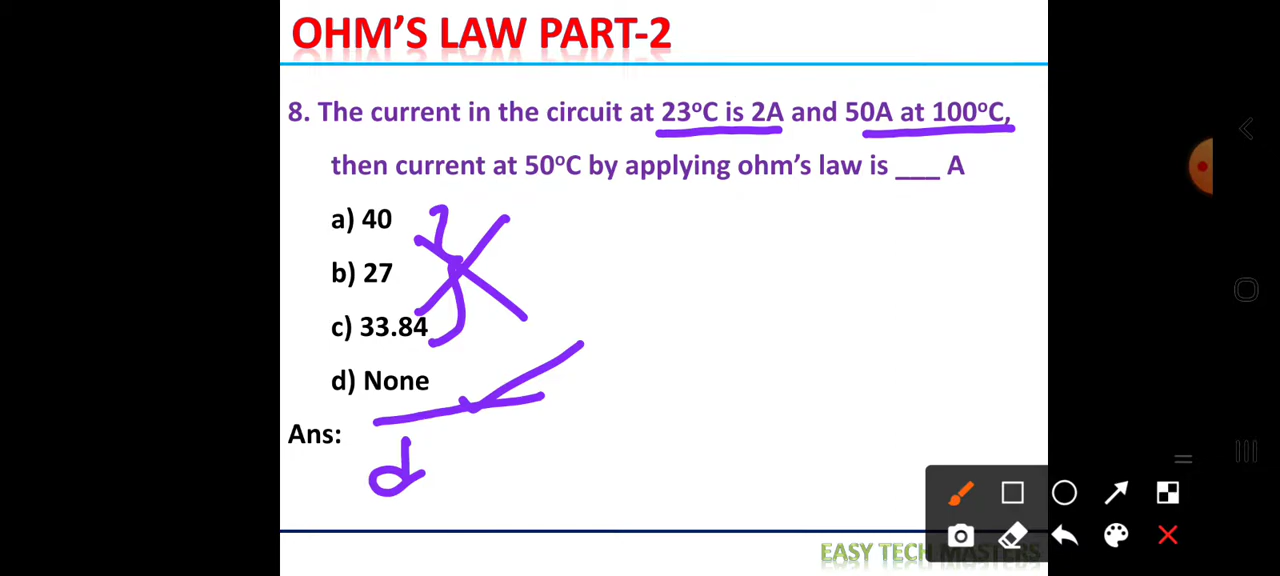 OHM'S LAW PART-2
8. The current in the circuit at 23°C is 2A and 50A at 100°C,
then current at 50°C by applying ohm's law is ___ A
a) 40
b) 27
c) 33.84
d) None
Ans:
d
EASY TECH MASTERS